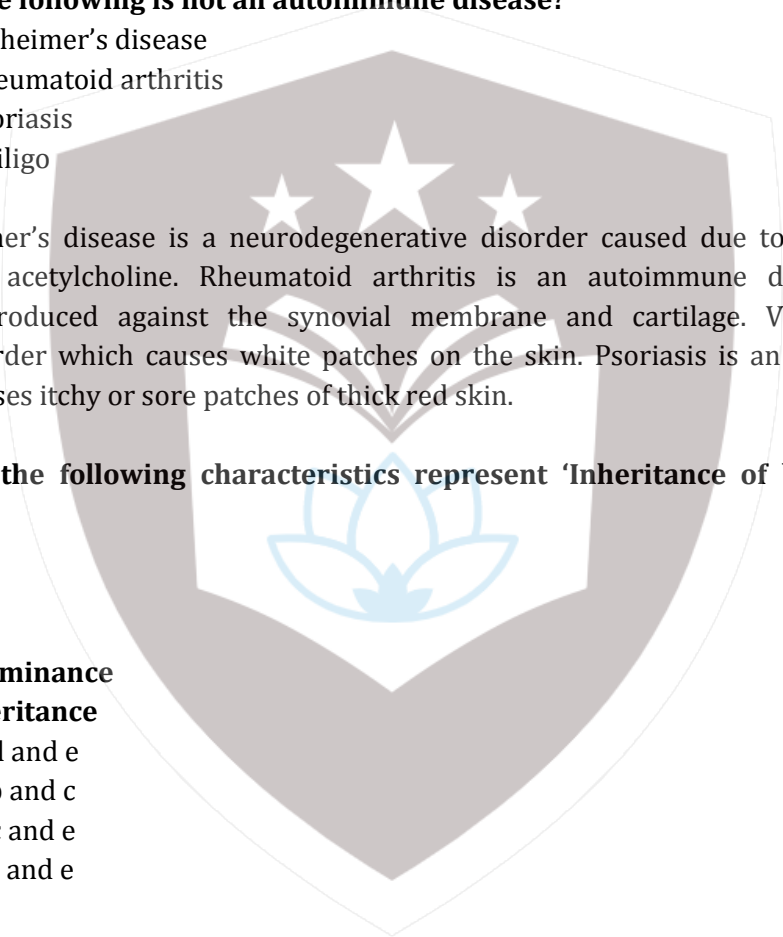 e following is not an autoimmune disease?
heimer’s disease
eumatoid arthritis
oriasis
iligo
ner’s disease is a neurodegenerative disorder caused due to
acetylcholine. Rheumatoid arthritis is an autoimmune d
roduced against the synovial membrane and cartilage. V
rder which causes white patches on the skin. Psoriasis is an
ses itchy or sore patches of thick red skin.
the following characteristics represent ‘Inheritance of
minance
eritance
d and e
b and c
c and e
and e